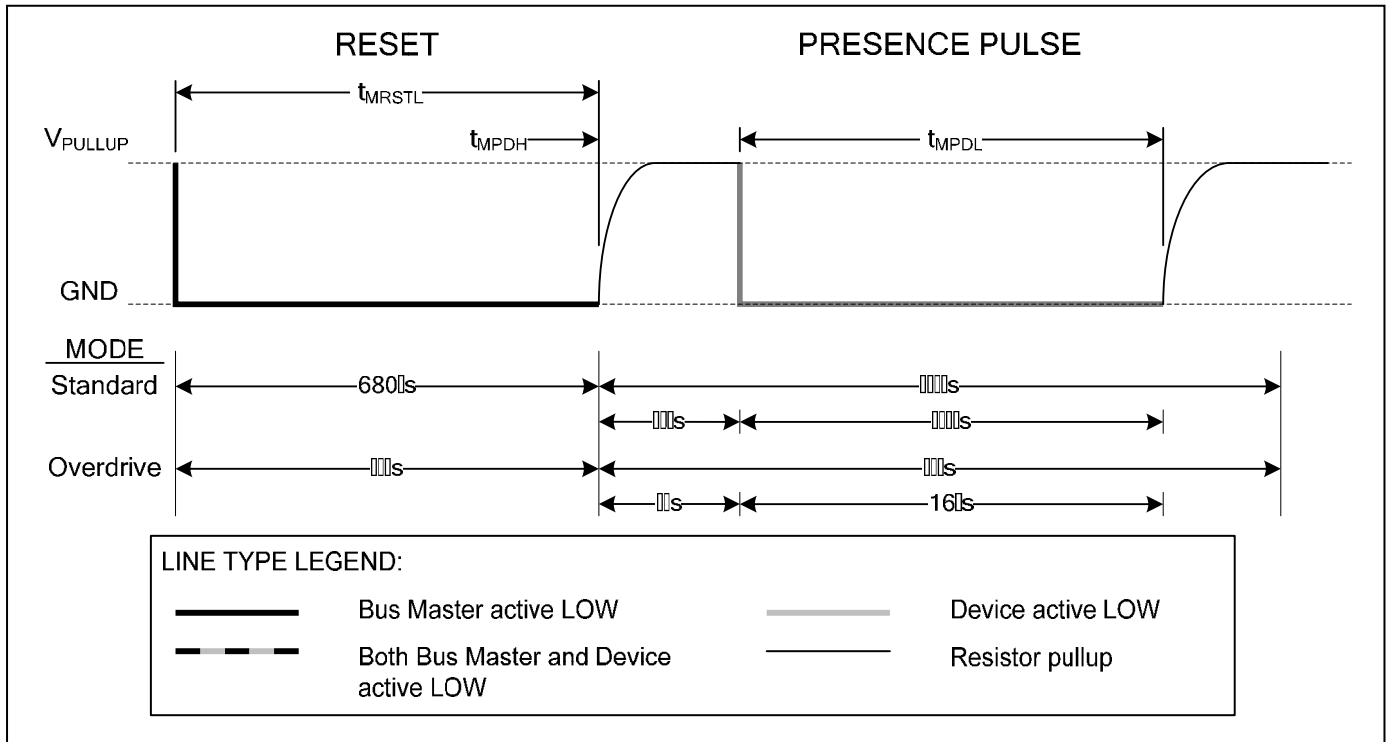 RESET PRESENCE PULSE
tMRSTL
VPULLUP tMPDH tMPDL
GND
MODE
Standard 680▯s ▯▯▯▯s
▯▯▯s ▯▯▯▯s
Overdrive ▯▯▯s ▯▯▯s
▯▯s 16▯s
LINE TYPE LEGEND:
Bus Master active LOW Device active LOW
Both Bus Master and Device Resistor pullup
active LOW